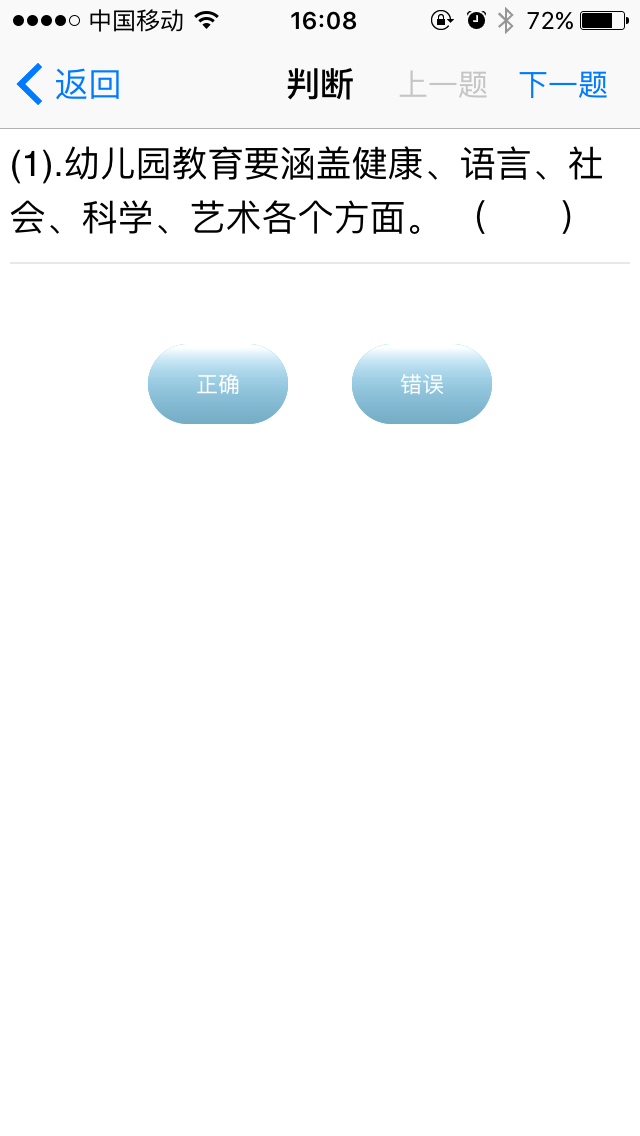 中国移动 16:08 72%
返回 判断 上一题 下一题
(1).幼儿园教育要涵盖健康、语言、社
会、科学、艺术各个方面。 （　　）
正确 错误